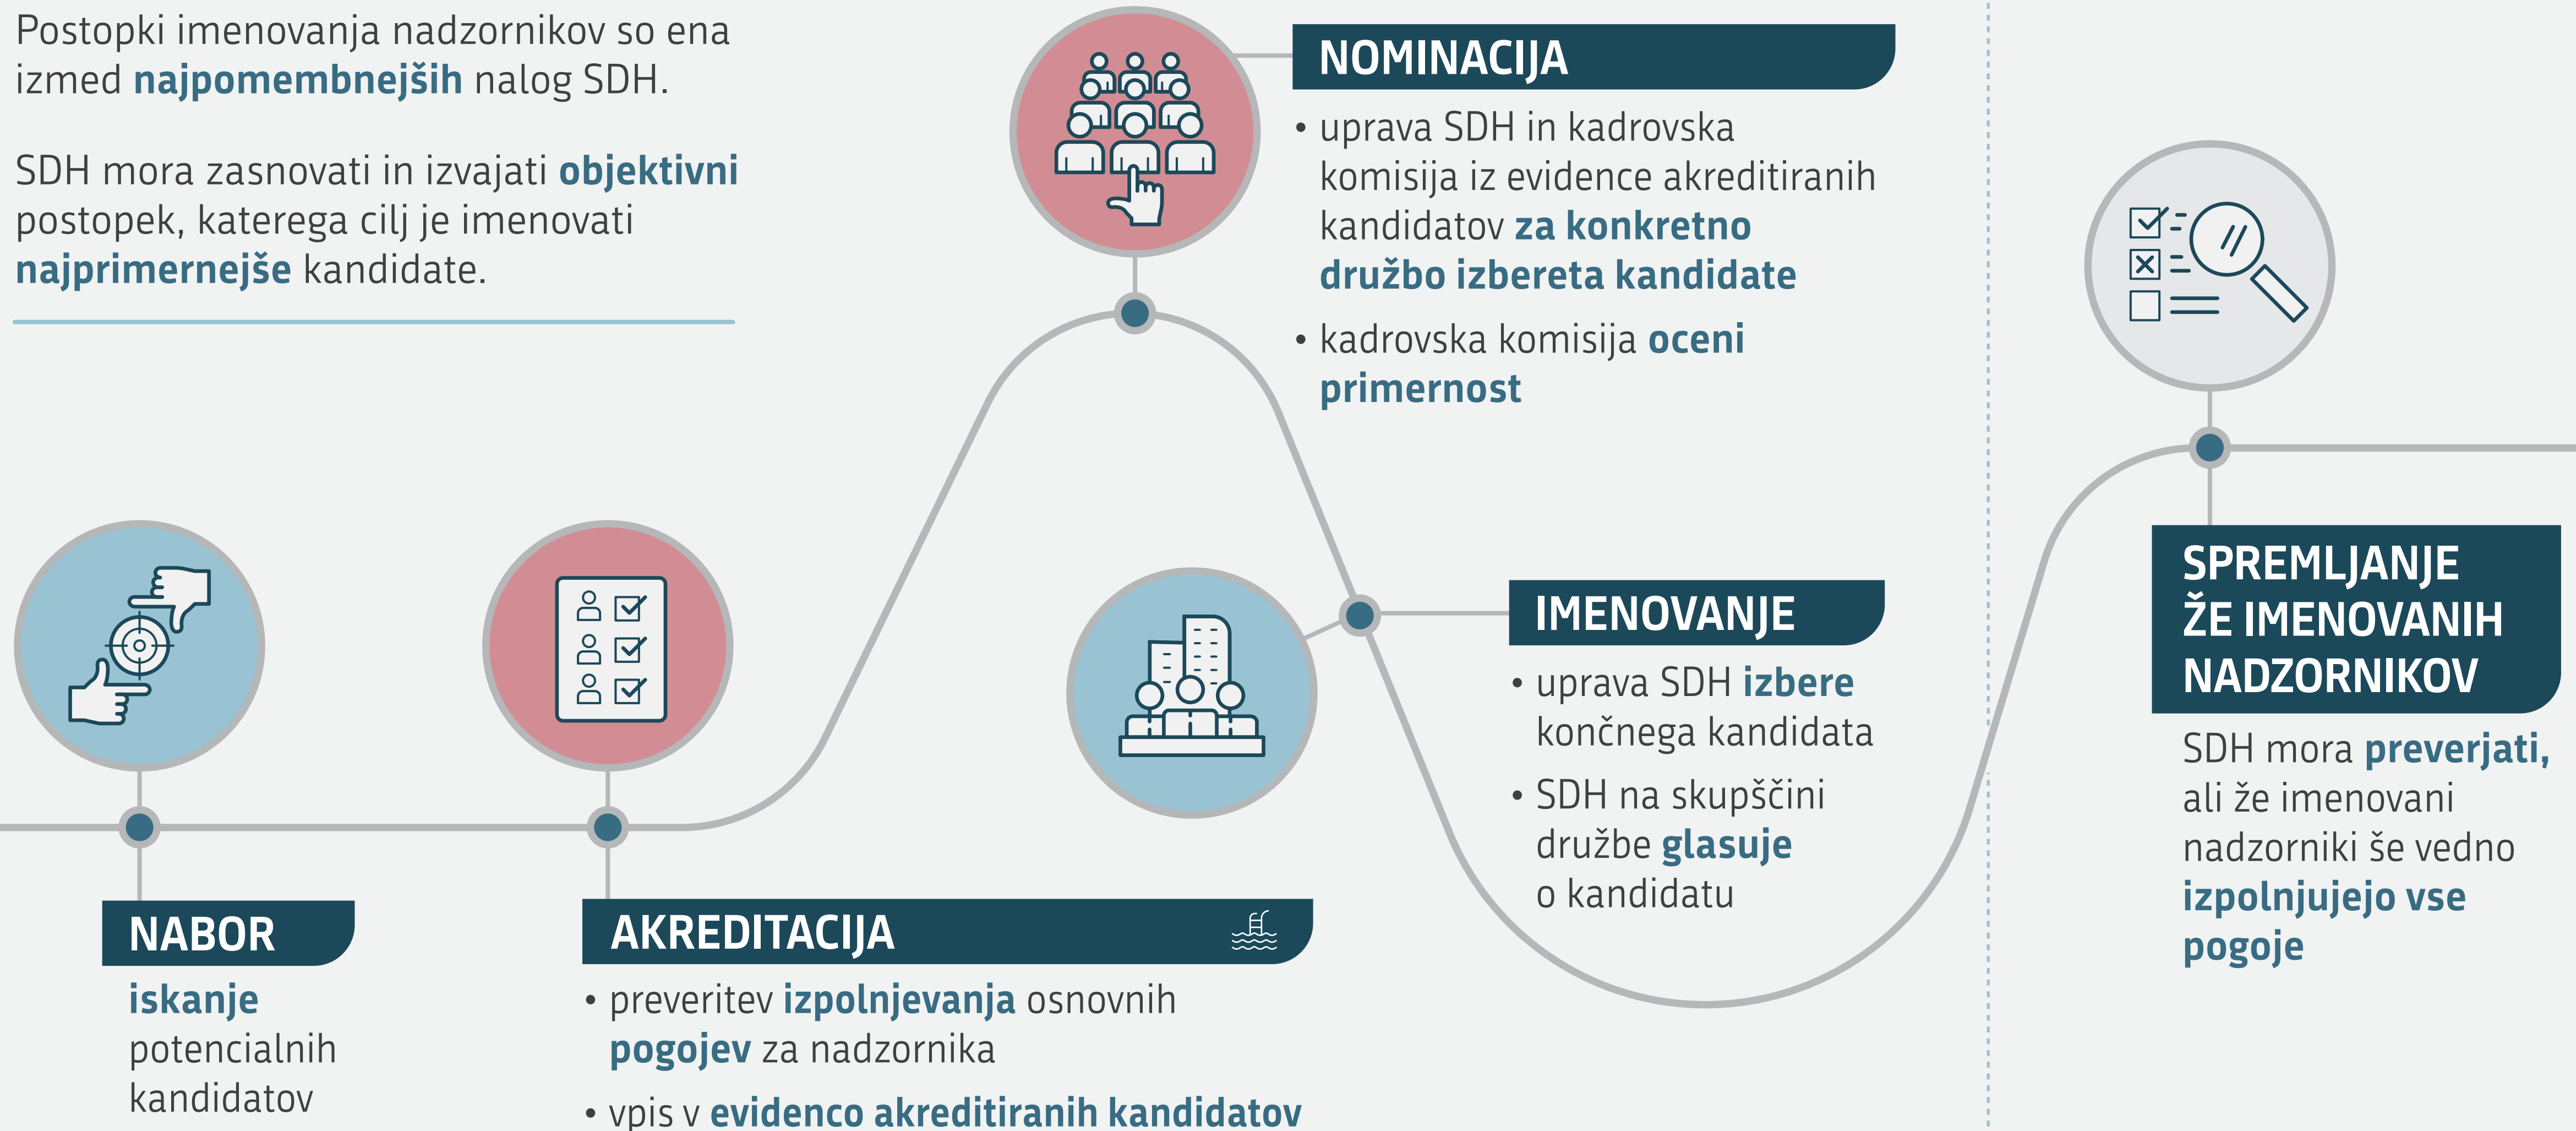 Postopki imenovanja nadzornikov so ena
izmed najpomembnejših nalog SDH.
SDH mora zasnovati in izvajati objektivni
postopek, katerega cilj je imenovati
najprimernejše kandidate.
NABOR
iskanje
potencialnih
kandidatov
AKREDITACIJA
• preveritev izpolnjevanja osnovnih
pogojev za nadzornika
• vpis v evidenco akreditiranih kandidatov
NOMINACIJA
• uprava SDH in kadrovska
komisija iz evidence akreditiranih
kandidatov za konkretno
družbo izbereta kandidate
• kadrovska komisija oceni
primernost
IMENOVANJE
• uprava SDH izbere
končnega kandidata
• SDH na skupščini
družbe glasuje
o kandidatu
SPREMLJANJE
ŽE IMENOVANIH
NADZORNIKOV
SDH mora preverjati,
ali že imenovani
nadzorniki še vedno
izpolnjujejo vse
pogoje